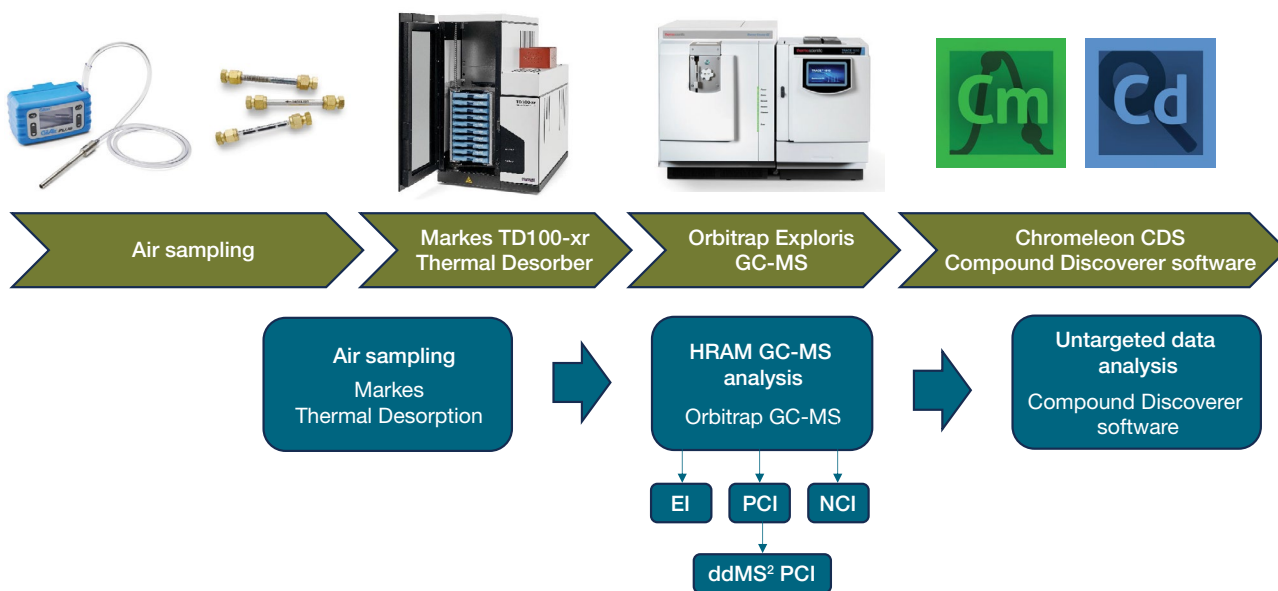 TD100-xr
Cm
Cd
Air sampling
Markes TD100-xr
Thermal Desorber
Orbitrap Exploris
GC-MS
Chromeleon CDS
Compound Discoverer software
Air sampling
Markes
Thermal Desorption
HRAM GC-MS
analysis
Orbitrap GC-MS
Untargeted data
analysis
Compound Discoverer
software
EI
PCI
NCI
ddMS² PCI